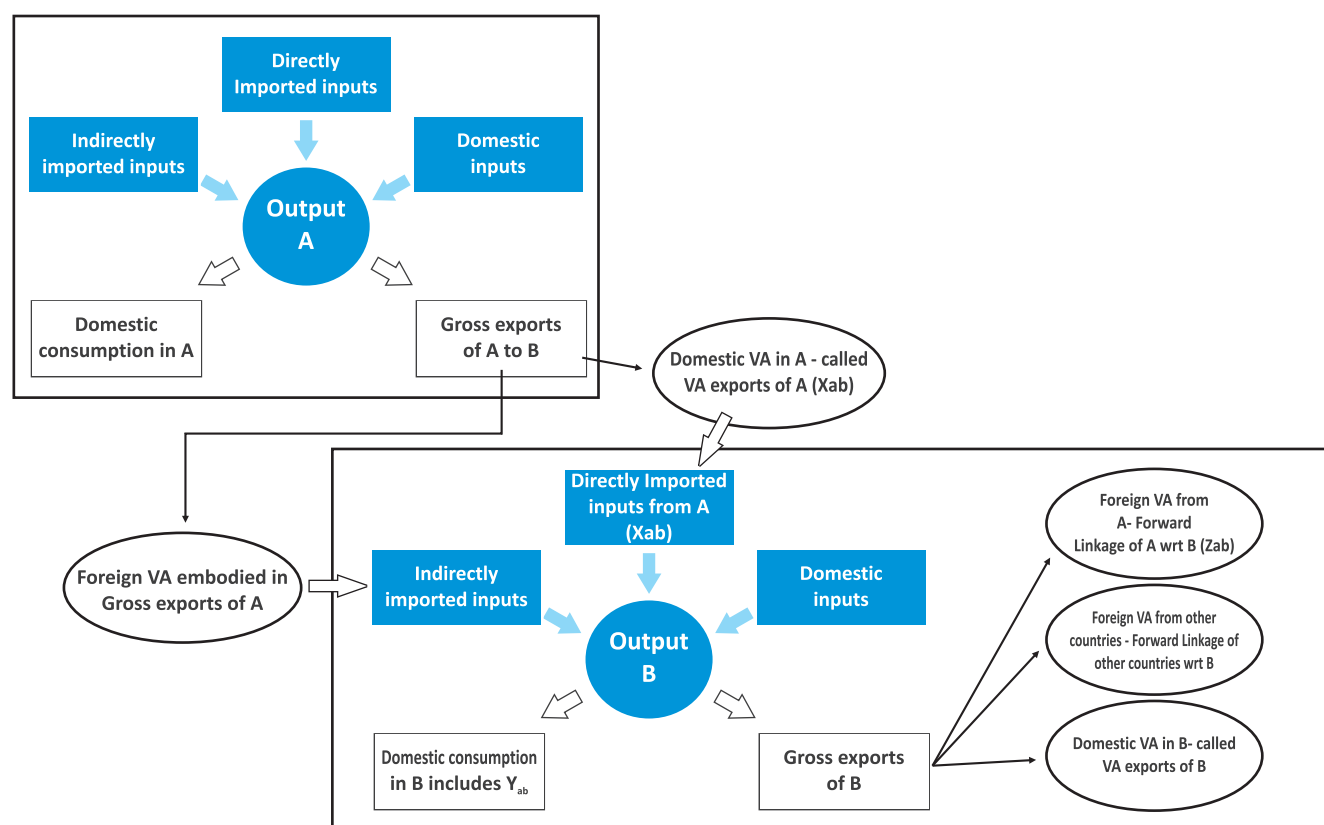 Directly
Imported inputs
Indirectly
imported inputs
Domestic
inputs
Output
A
Domestic
consumption in A
Gross exports
of A to B
Domestic VA in A - called
VA exports of A (Xab)
Directly Imported
inputs from A
(Xab)
Foreign VA embodied in
Gross exports of A
Indirectly
imported inputs
Domestic
inputs
Output
B
Domestic consumption
in B includes Yab
Gross exports
of B
Foreign VA from
A- Forward
Linkage of A wrt B (Zab)
Foreign VA from other
countries - Forward Linkage of
other countries wrt B
Domestic VA in B- called
VA exports of B